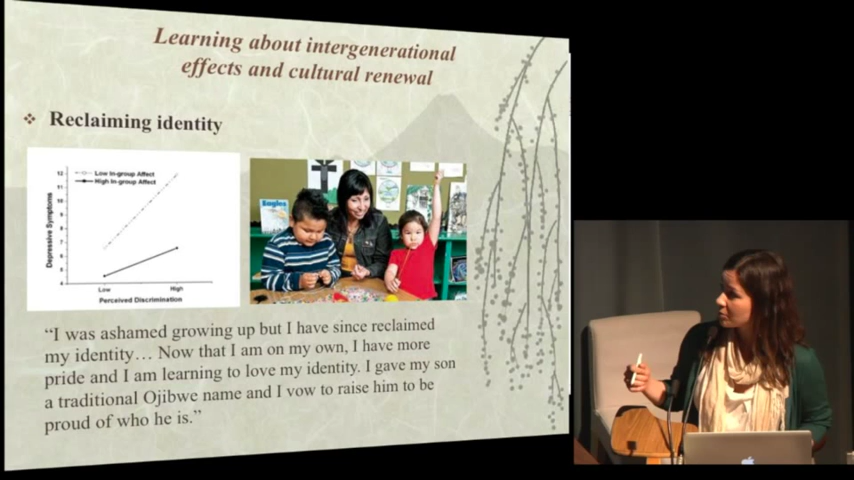 Learning about intergenerational
effects and cultural renewal
❖ Reclaiming identity
Low In-group Affect
High In-group Affect
12
11
10
9
8
7
6
5
4
Depressive Symptoms
Low
High
Perceived Discrimination
Eagles
“I was ashamed growing up but I have since reclaimed
my identity… Now that I am on my own, I have more
pride and I am learning to love my identity. I gave my son
a traditional Ojibwe name and I vow to raise him to be
proud of who he is.”